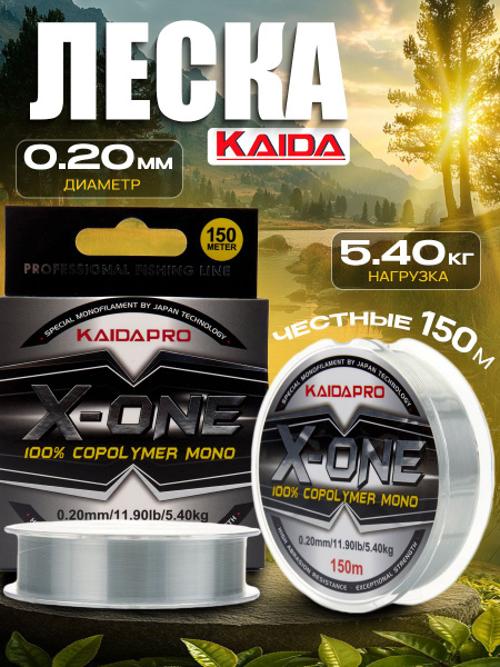 ЛЕСКА
KAIDA
0.20мм
ДИАМЕТР
5.40кг
НАГРУЗКА
ЧЕСТНЫЕ 150м
150
METER
PROFESSIONAL FISHING LINE
SPECIAL MONOFILAMENT BY JAPAN TECHNOLOGY
KAIDAPRO
X-ONE
100% COPOLYMER MONO
0.20mm/11.90lb/5.40kg
SPECIAL MONOFILAMENT BY JAPAN TECHNOLOGY
KAIDAPRO
X-ONE
100% COPOLYMER MONO
0.20mm/11.90lb/5.40kg
150m
HIGH ABRASION RESISTANCE - EXCEPTIONAL STRENGTH